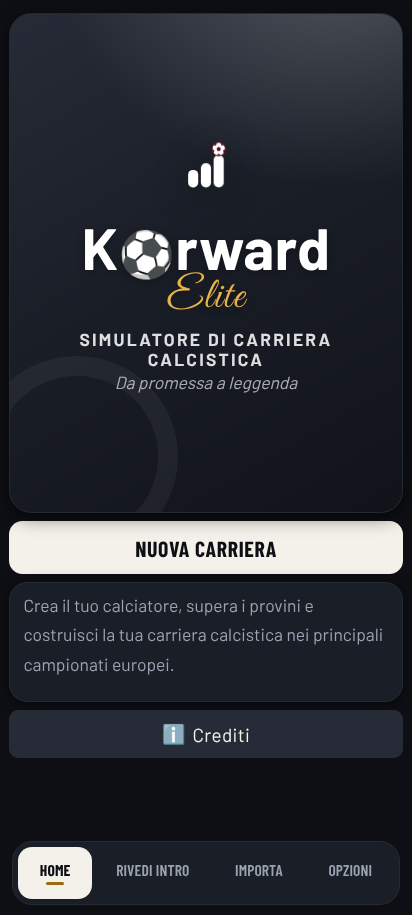 K⚽rward
Elite
SIMULATORE DI CARRIERA
CALCISTICA
Da promessa a leggenda
NUOVA CARRIERA
Crea il tuo calciatore, supera i provini e
costruisci la tua carriera calcistica nei principali
campionati europei.
ℹ️ Crediti
HOME
RIVEDI INTRO
IMPORTA
OPZIONI